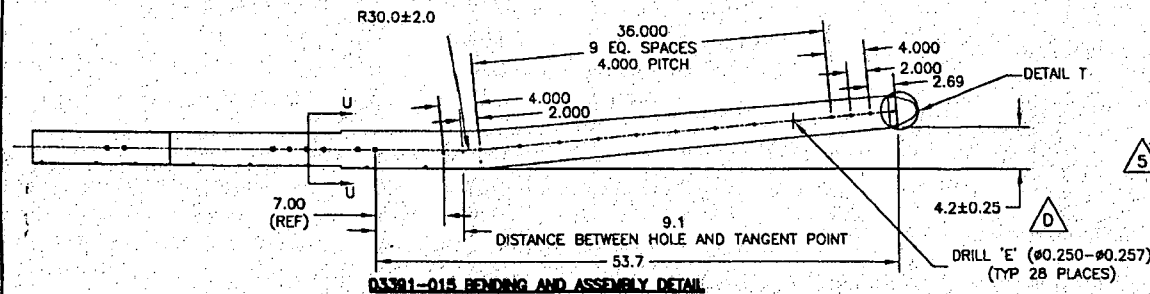 R30.0±2.0
36.000
9 EQ. SPACES
4.000 PITCH
4.000
2.000
2.69
DETAIL T
4.000
2.000
U
U
7.00
(REF)
9.1
DISTANCE BETWEEN HOLE AND TANGENT POINT
53.7
4.2±0.25
5
D
DRILL 'E' (ø0.250-ø0.257)
(TYP 28 PLACES)
D3391-015 BENDING AND ASSEMBLY DETAIL